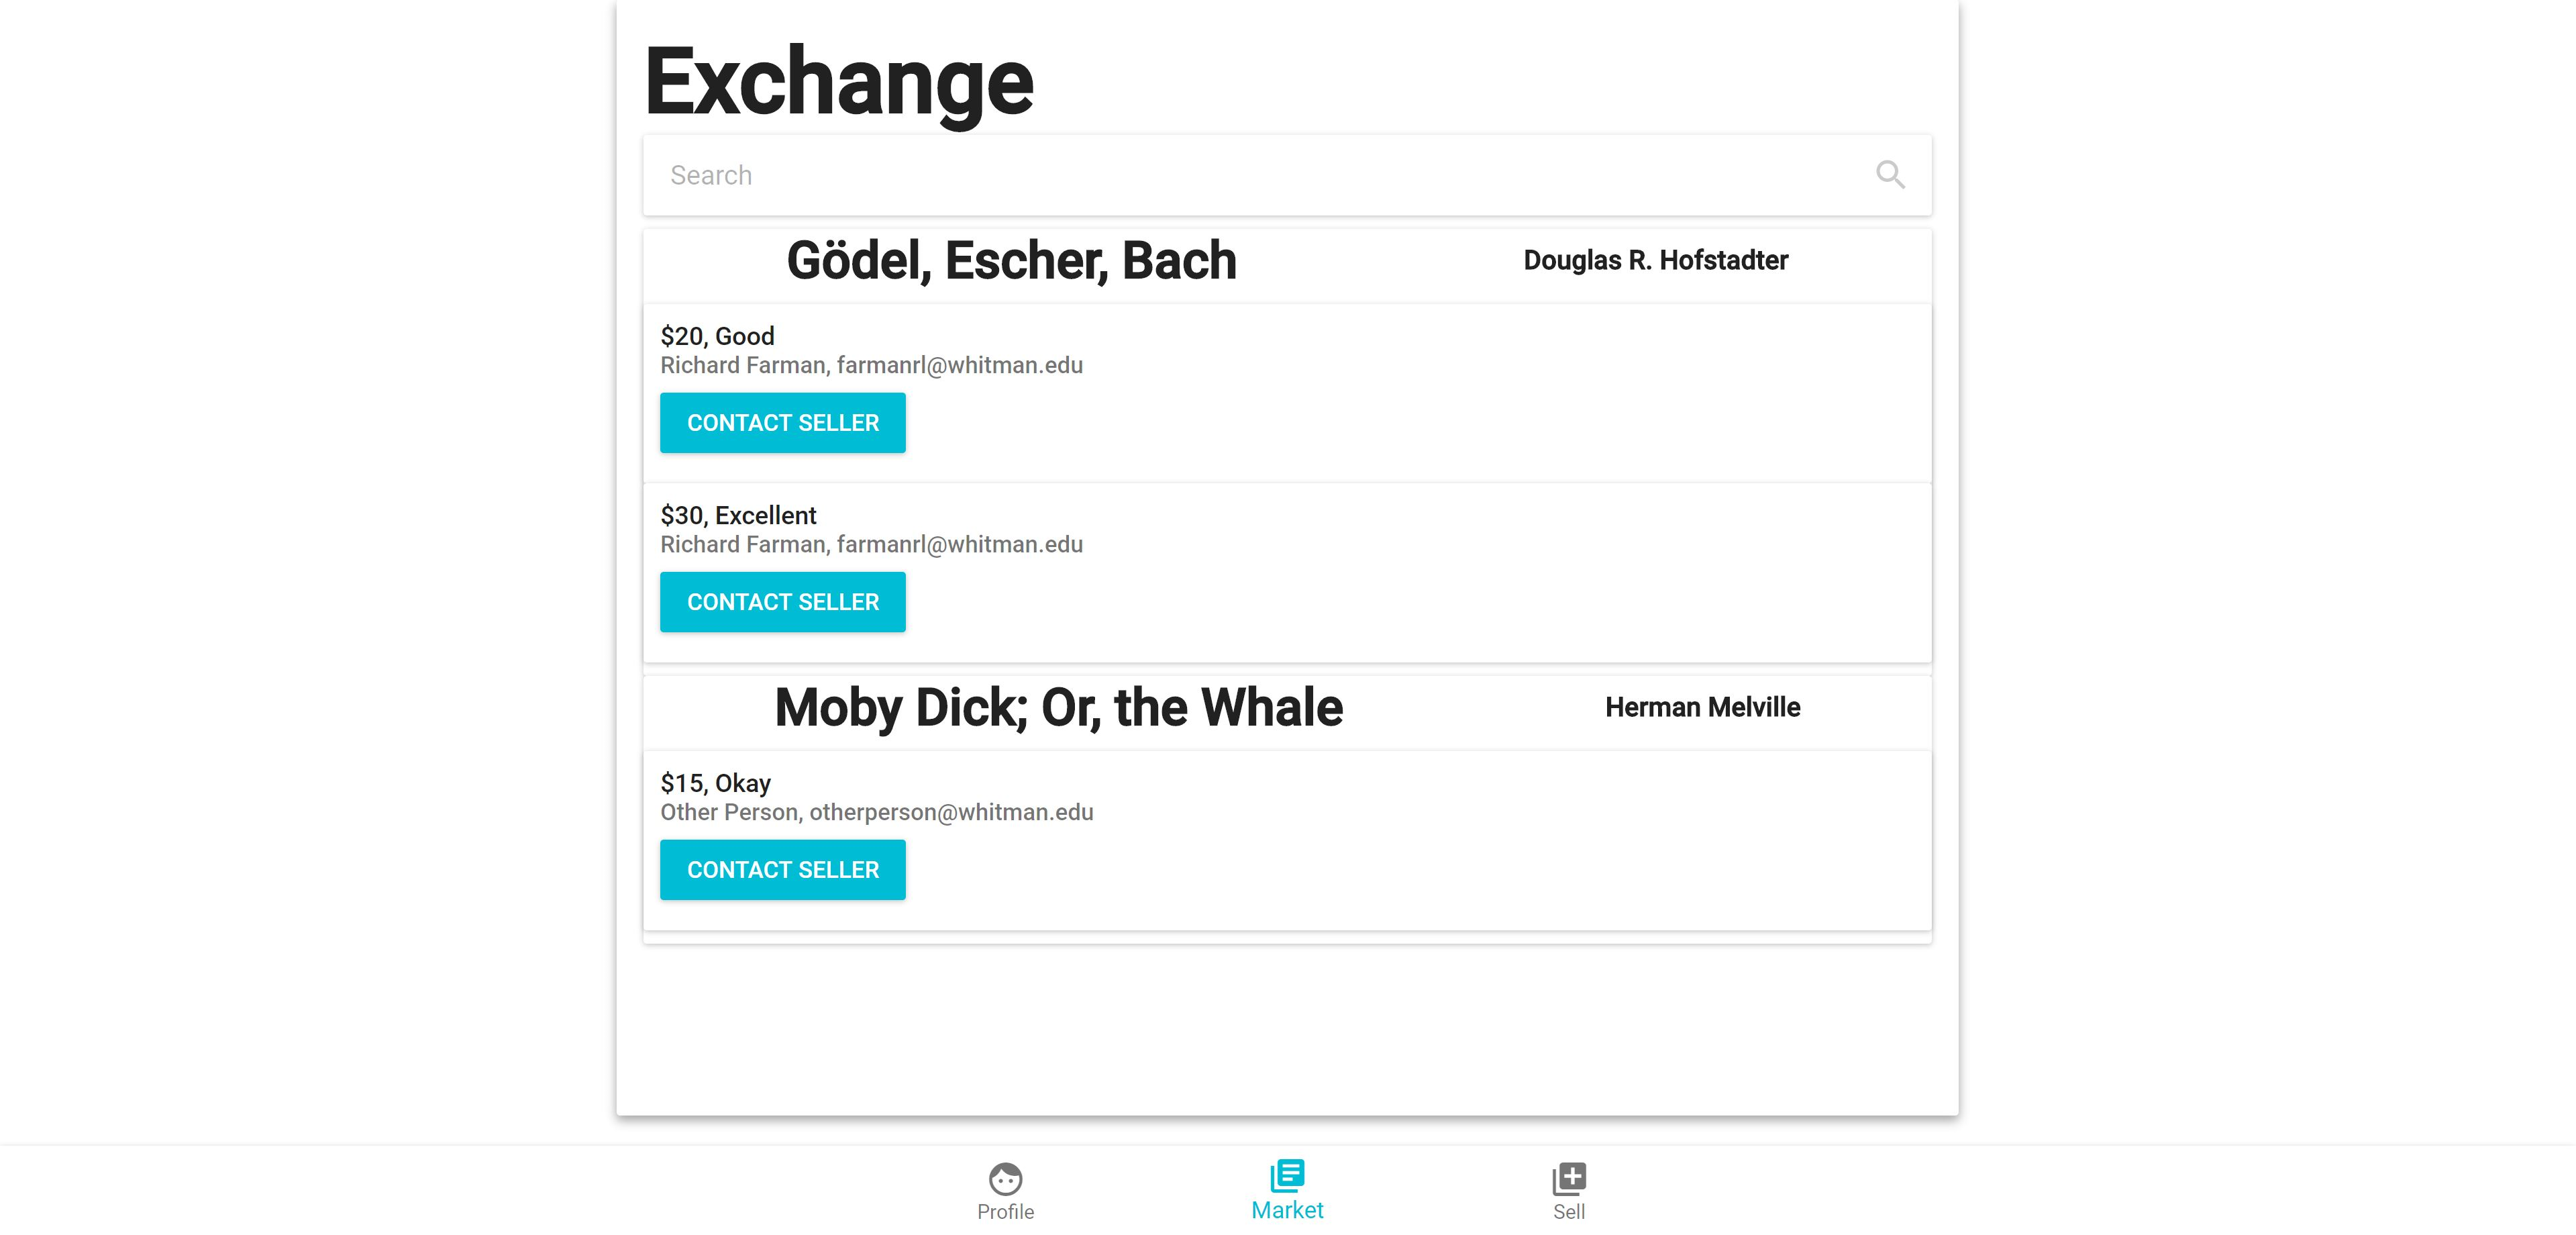 Exchange
Search
Gödel, Escher, Bach Douglas R. Hofstadter
$20, Good
Richard Farman, farmanrl@whitman.edu
CONTACT SELLER
$30, Excellent
Richard Farman, farmanrl@whitman.edu
CONTACT SELLER
Moby Dick; Or, the Whale Herman Melville
$15, Okay
Other Person, otherperson@whitman.edu
CONTACT SELLER
Profile Market Sell